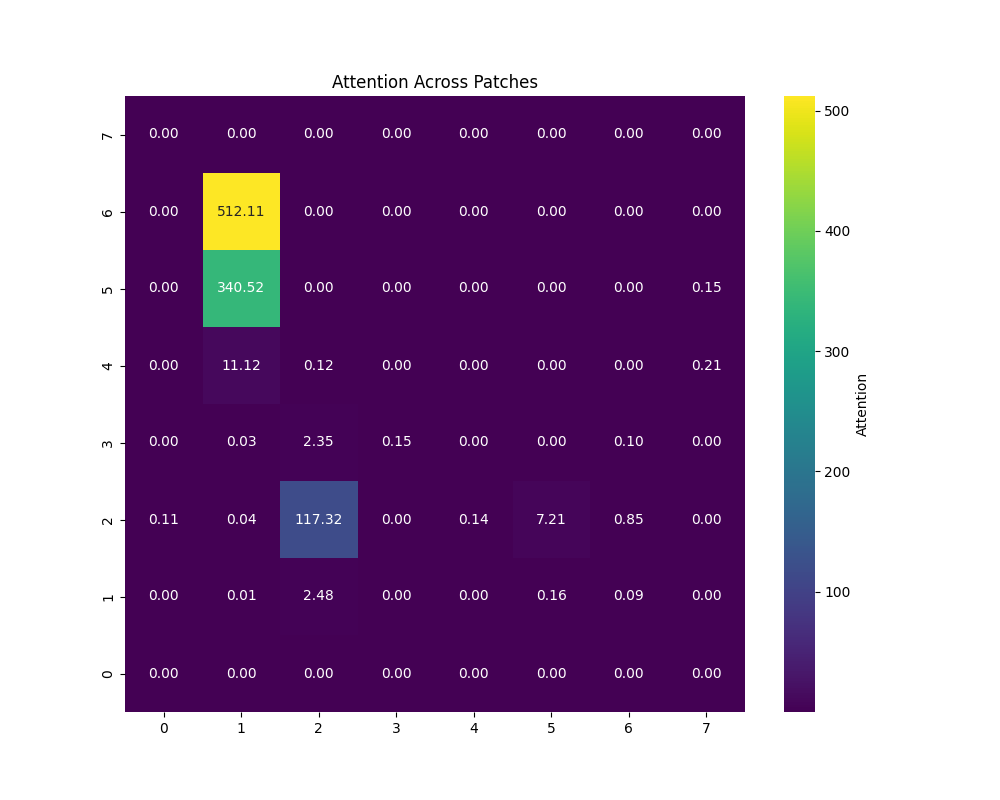 Attention Across Patches
7 0.00 0.00 0.00 0.00 0.00 0.00 0.00 0.00
6 0.00 512.11 0.00 0.00 0.00 0.00 0.00 0.00
5 0.00 340.52 0.00 0.00 0.00 0.00 0.00 0.15
4 0.00 11.12 0.12 0.00 0.00 0.00 0.00 0.21
3 0.00 0.03 2.35 0.15 0.00 0.00 0.10 0.00
2 0.11 0.04 117.32 0.00 0.14 7.21 0.85 0.00
1 0.00 0.01 2.48 0.00 0.00 0.16 0.09 0.00
0 0.00 0.00 0.00 0.00 0.00 0.00 0.00 0.00
0 1 2 3 4 5 6 7
500
400
300
200
100
Attention